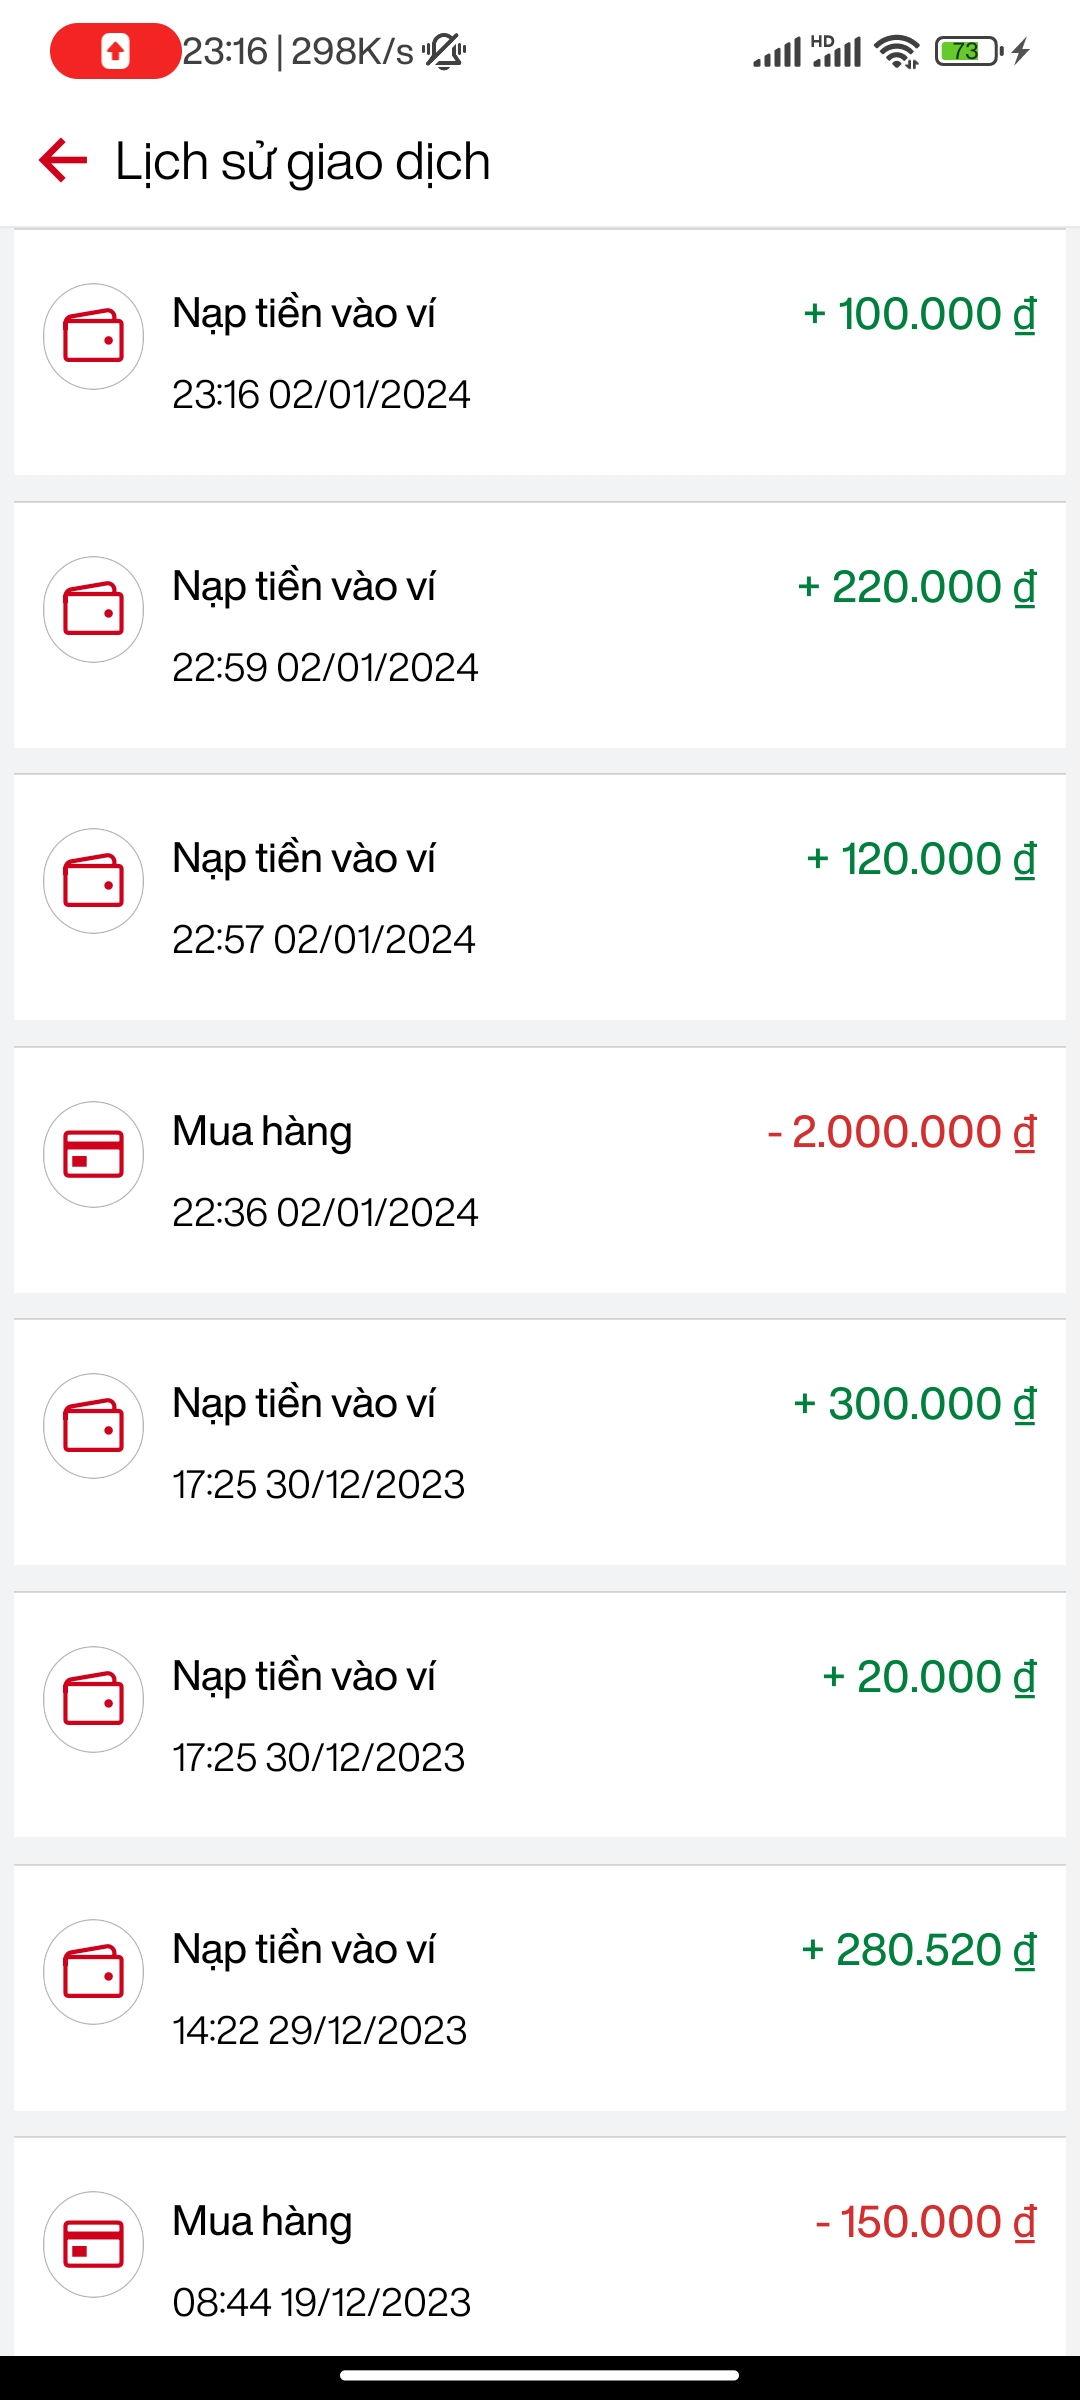 23:16 | 298K/s HD 73
Lịch sử giao dịch
Nạp tiền vào ví + 100.000 ₫
23:16 02/01/2024
Nạp tiền vào ví + 220.000 ₫
22:59 02/01/2024
Nạp tiền vào ví + 120.000 ₫
22:57 02/01/2024
Mua hàng - 2.000.000 ₫
22:36 02/01/2024
Nạp tiền vào ví + 300.000 ₫
17:25 30/12/2023
Nạp tiền vào ví + 20.000 ₫
17:25 30/12/2023
Nạp tiền vào ví + 280.520 ₫
14:22 29/12/2023
Mua hàng - 150.000 ₫
08:44 19/12/2023